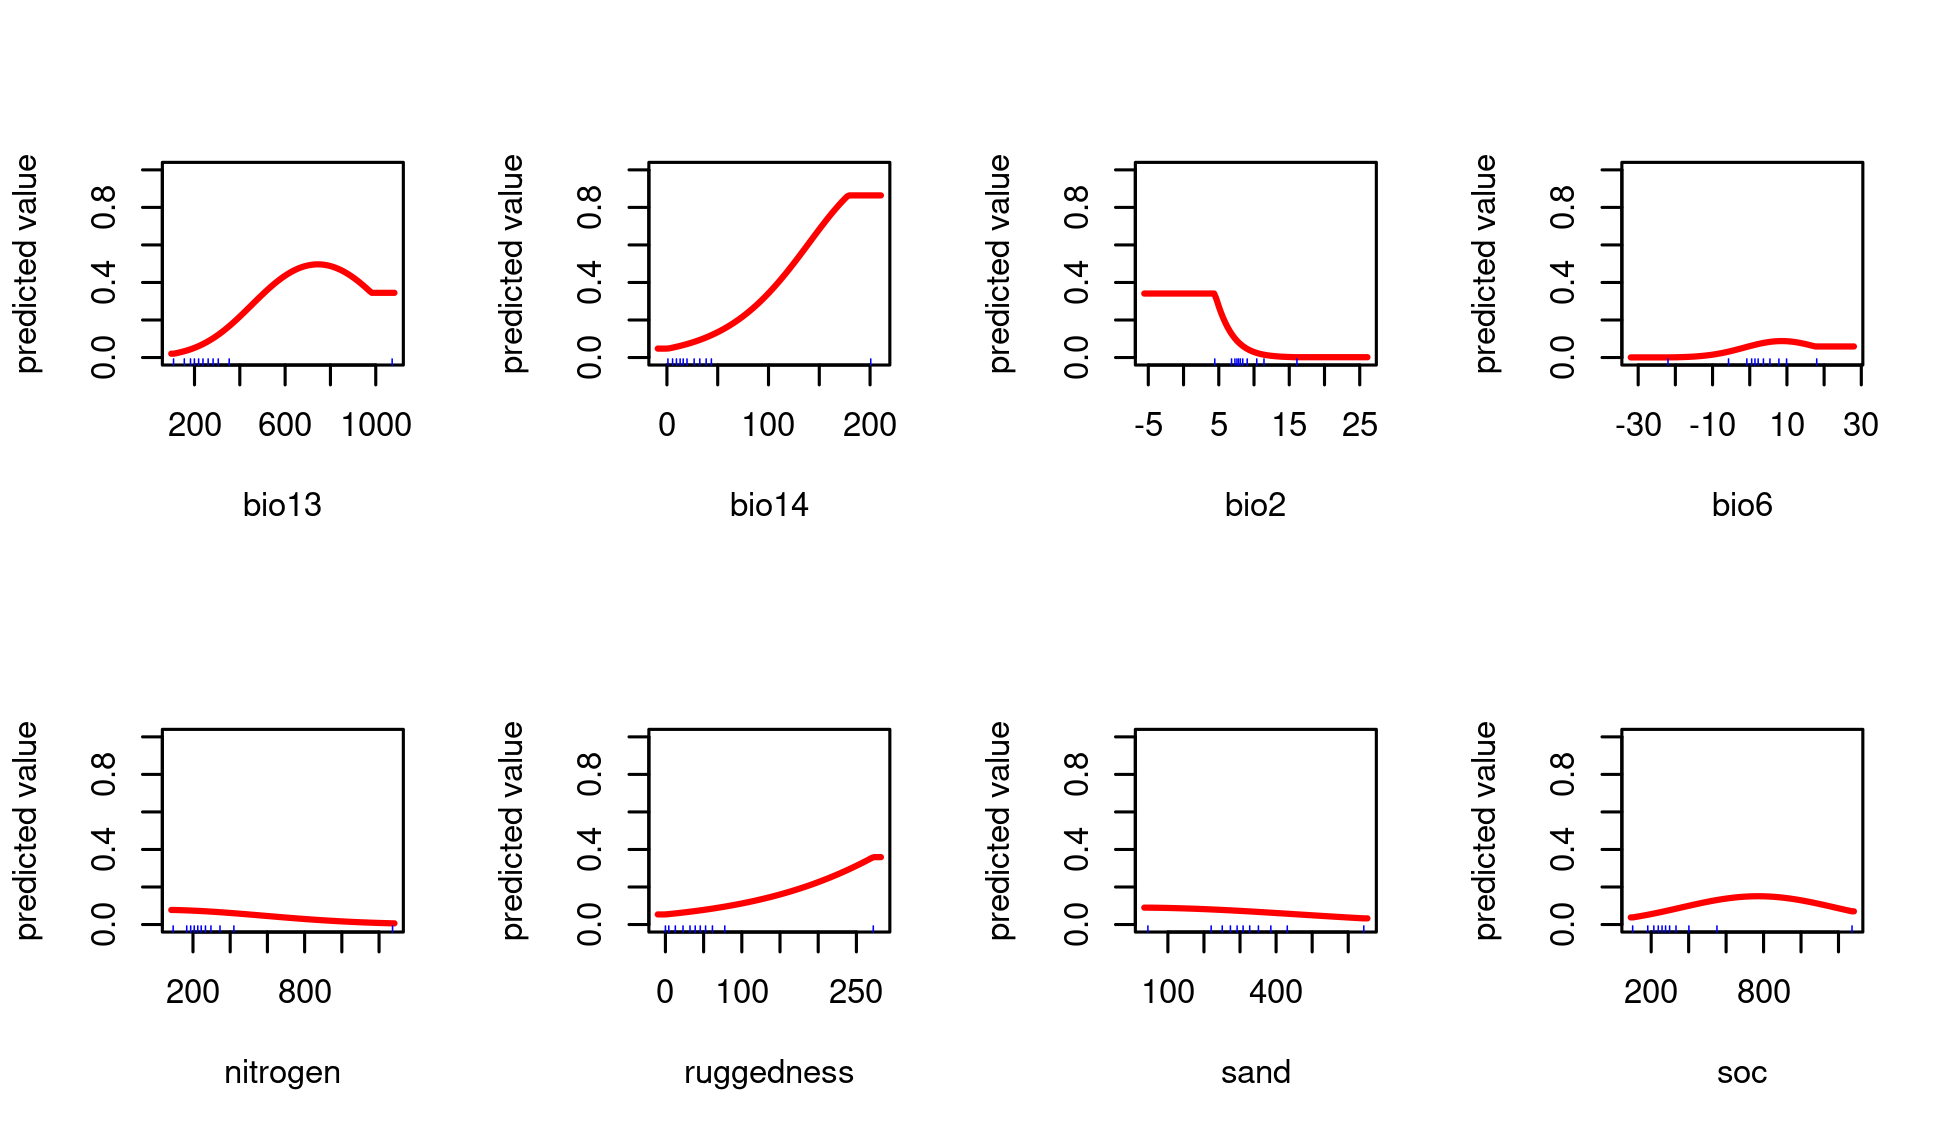 predicted value
0.0 0.4 0.8
200 600 1000
bio13
predicted value
0.0 0.4 0.8
0 100 200
bio14
predicted value
0.0 0.4 0.8
-5 5 15 25
bio2
predicted value
0.0 0.4 0.8
-30 -10 10 30
bio6
predicted value
0.0 0.4 0.8
200 800
nitrogen
predicted value
0.0 0.4 0.8
0 100 250
ruggedness
predicted value
0.0 0.4 0.8
100 400
sand
predicted value
0.0 0.4 0.8
200 800
soc